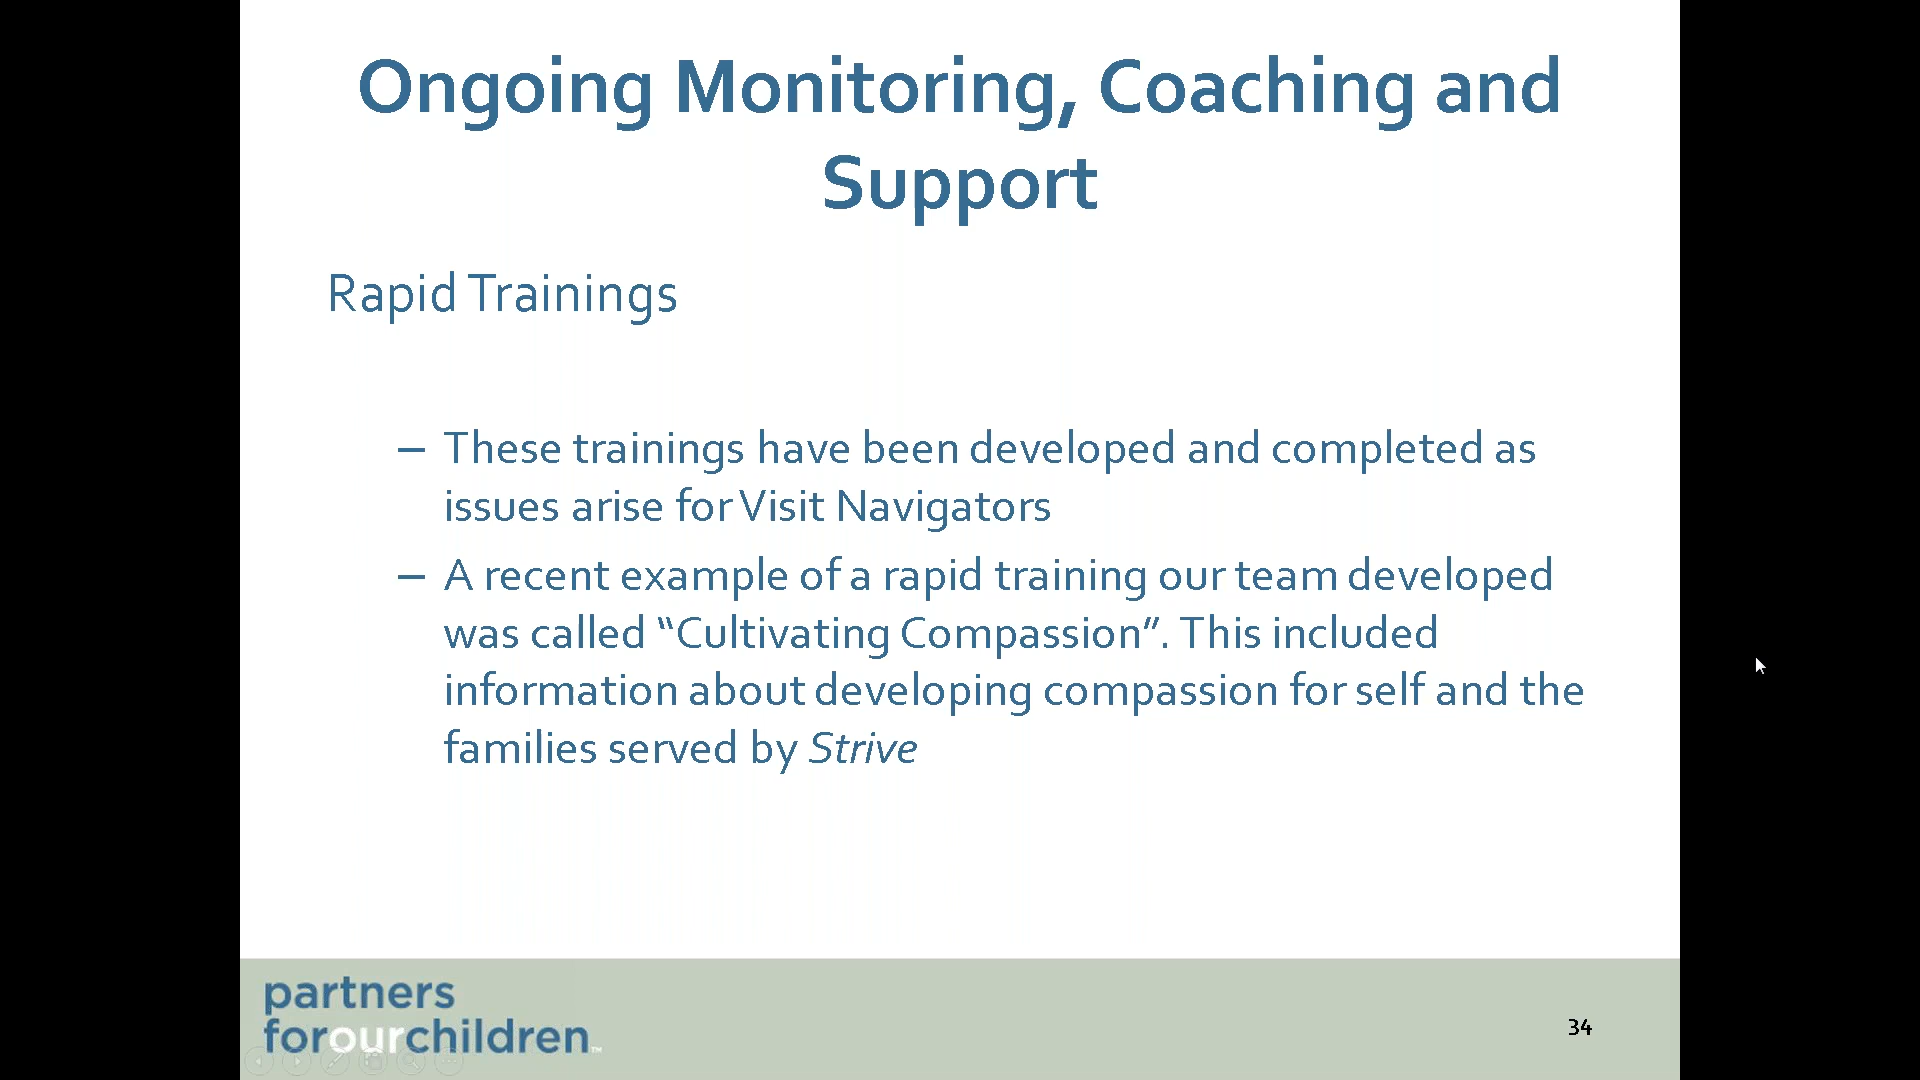 Ongoing Monitoring, Coaching and
Support
Rapid Trainings
– These trainings have been developed and completed as
issues arise for Visit Navigators
– A recent example of a rapid training our team developed
was called “Cultivating Compassion”. This included
information about developing compassion for self and the
families served by Strive
partners
forourchildren™
34